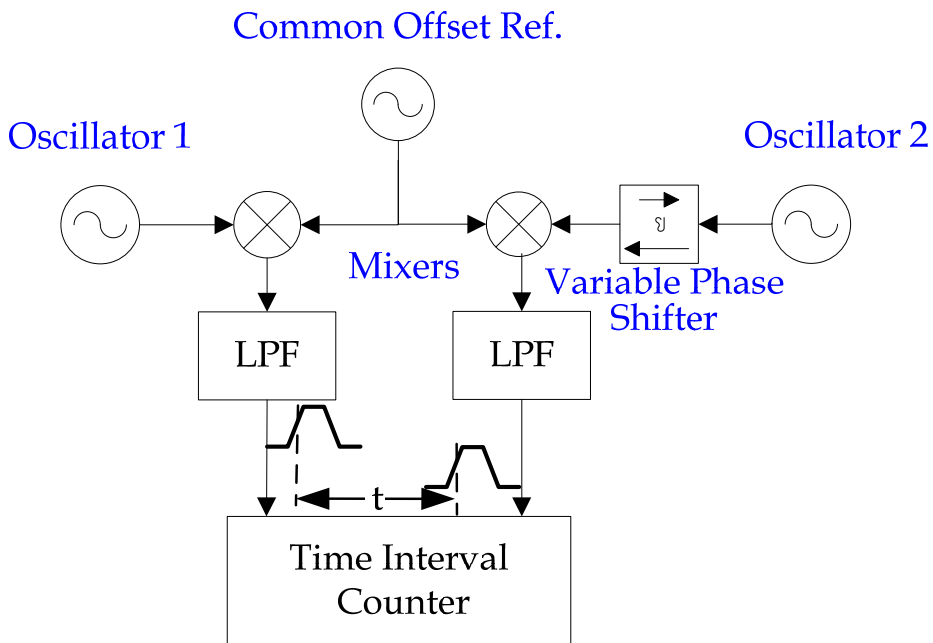 Common Offset Ref.
Oscillator 1
Oscillator 2
Mixers
Variable Phase
Shifter
LPF
LPF
t
Time Interval
Counter